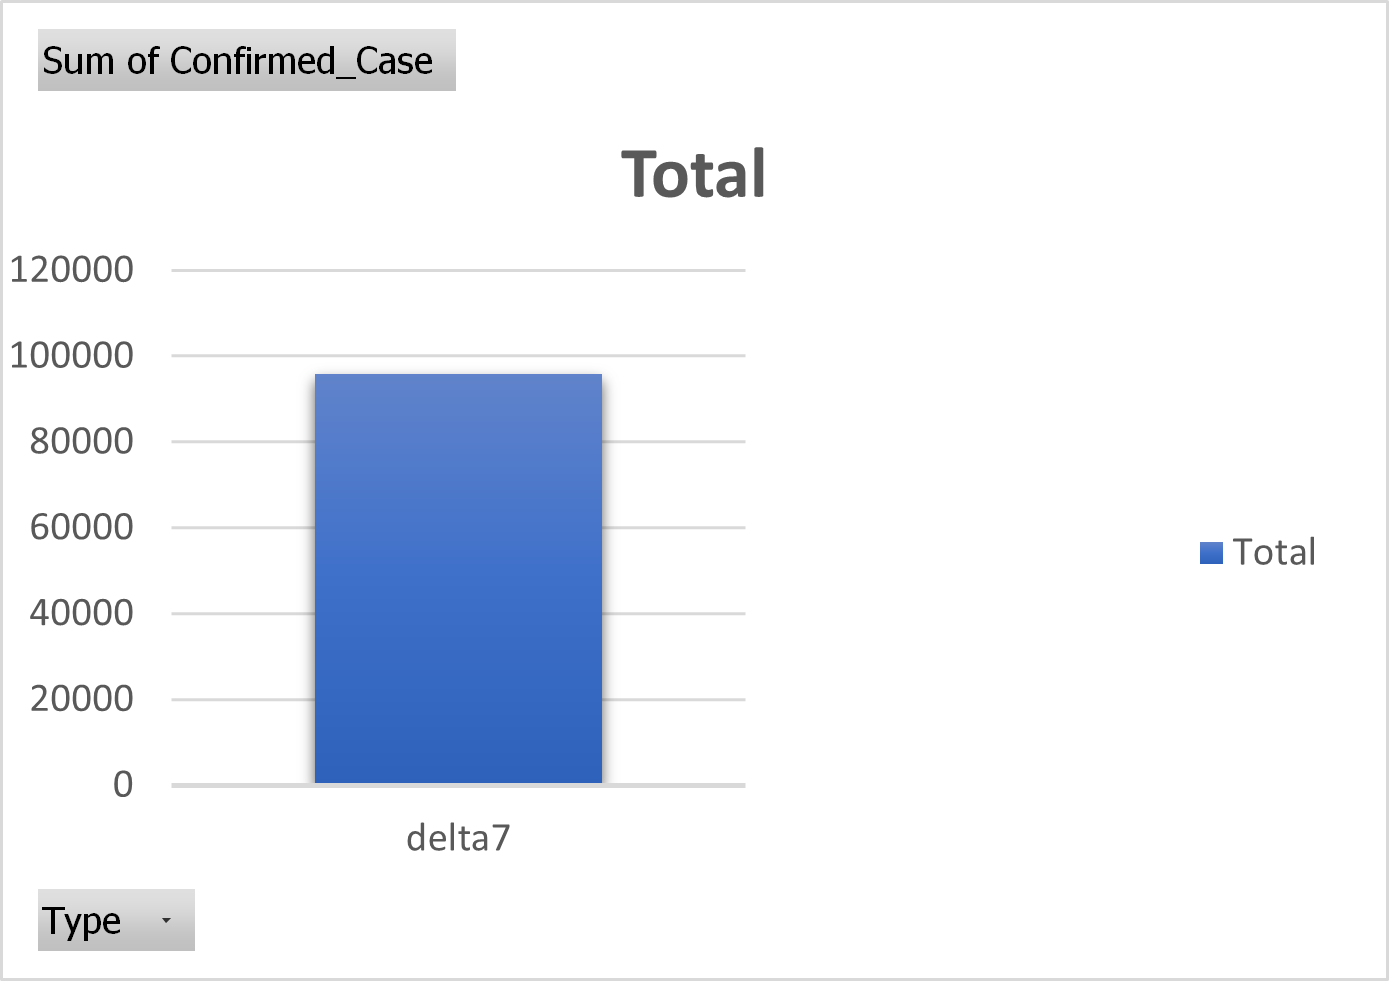 Sum of Confirmed_Case
Total
120000
100000
80000
60000
40000
20000
0
delta7
Total
Type